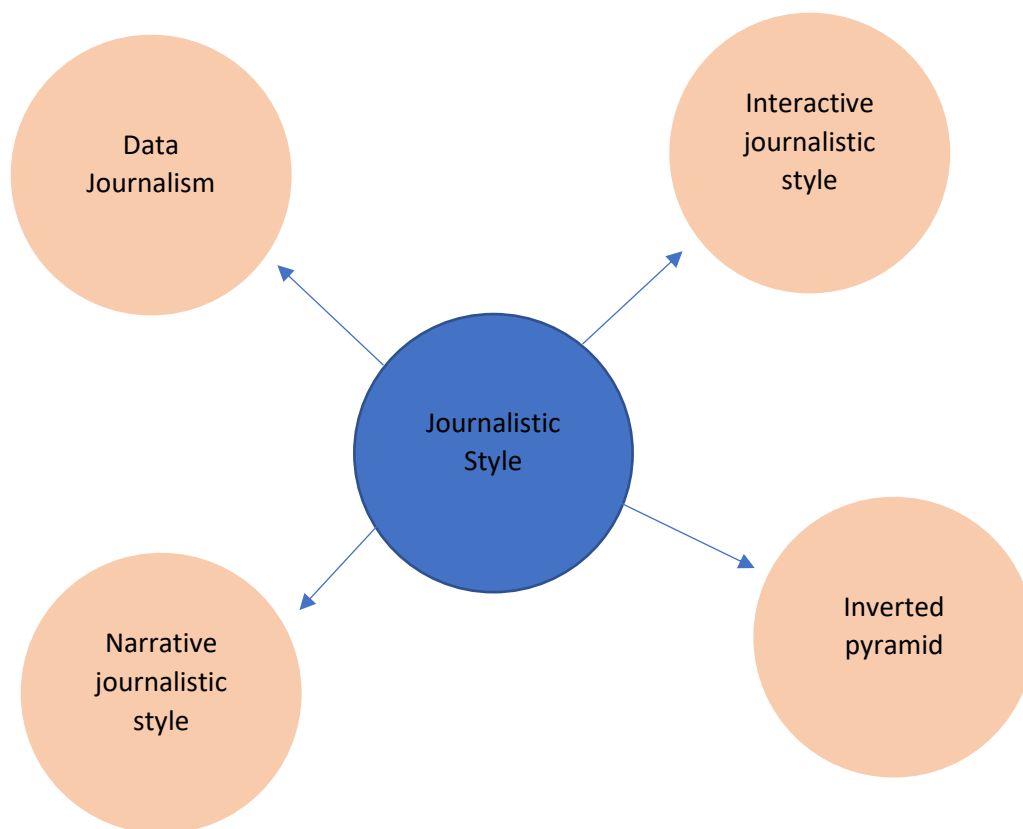 Data
Journalism
Interactive
journalistic
style
Journalistic
Style
Narrative
journalistic
style
Inverted
pyramid